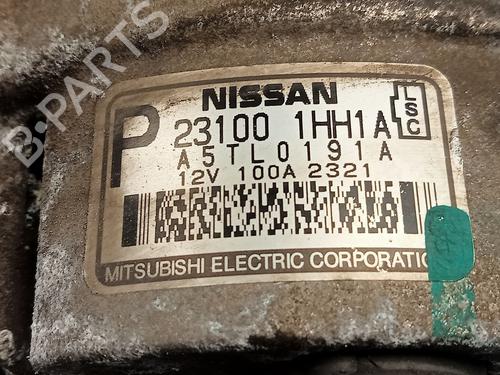 B-PARTS
NISSAN
P
23100 1HH1A
LSC
A5TL0191A
12V 100A 2321
MITSUBISHI ELECTRIC CORPORATION